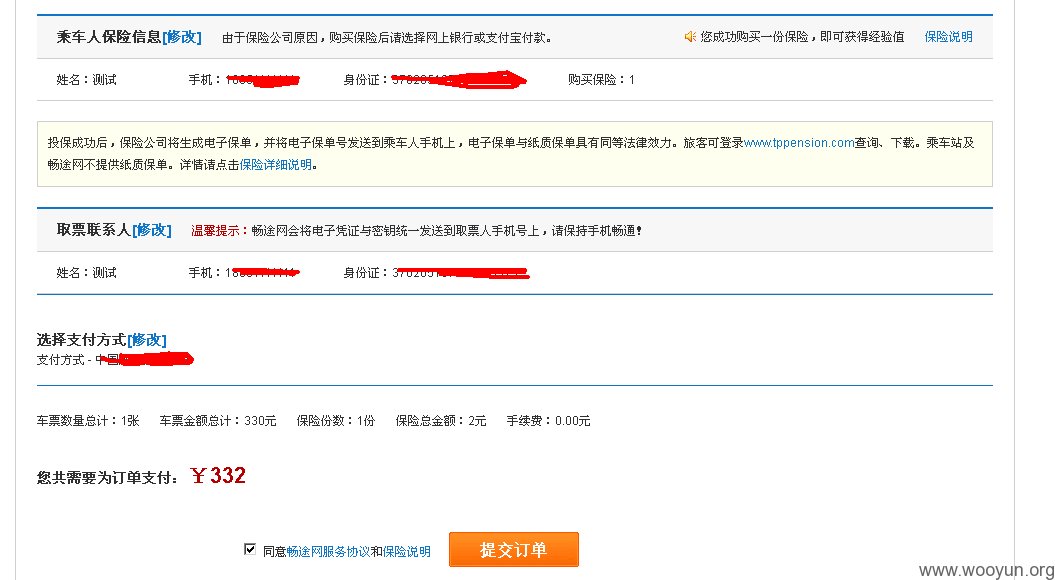 乘车人保险信息[修改] 由于保险公司原因，购买保险后请选择网上银行或支付宝付款。 您成功购买一份保险，即可获得经验值 保险说明
姓名：测试 手机： 身份证： 购买保险：1
投保成功后，保险公司将生成电子保单，并将电子保单号发送到乘车人手机上，电子保单与纸质保单具有同等法律效力。旅客可登录www.tppension.com查询、下载。乘车站及
畅途网不提供纸质保单。详情请点击保险详细说明。
取票联系人[修改] 温馨提示：畅途网会将电子凭证与密钥统一发送到取票人手机号上，请保持手机畅通！
姓名：测试 手机： 身份证：
选择支付方式[修改]
支付方式 - 中国
车票数量总计：1张 车票金额总计：330元 保险份数：1份 保险总金额：2元 手续费：0.00元
您共需要为订单支付：￥332
同意畅途网服务协议和保险说明 提交订单
www.wooyun.org